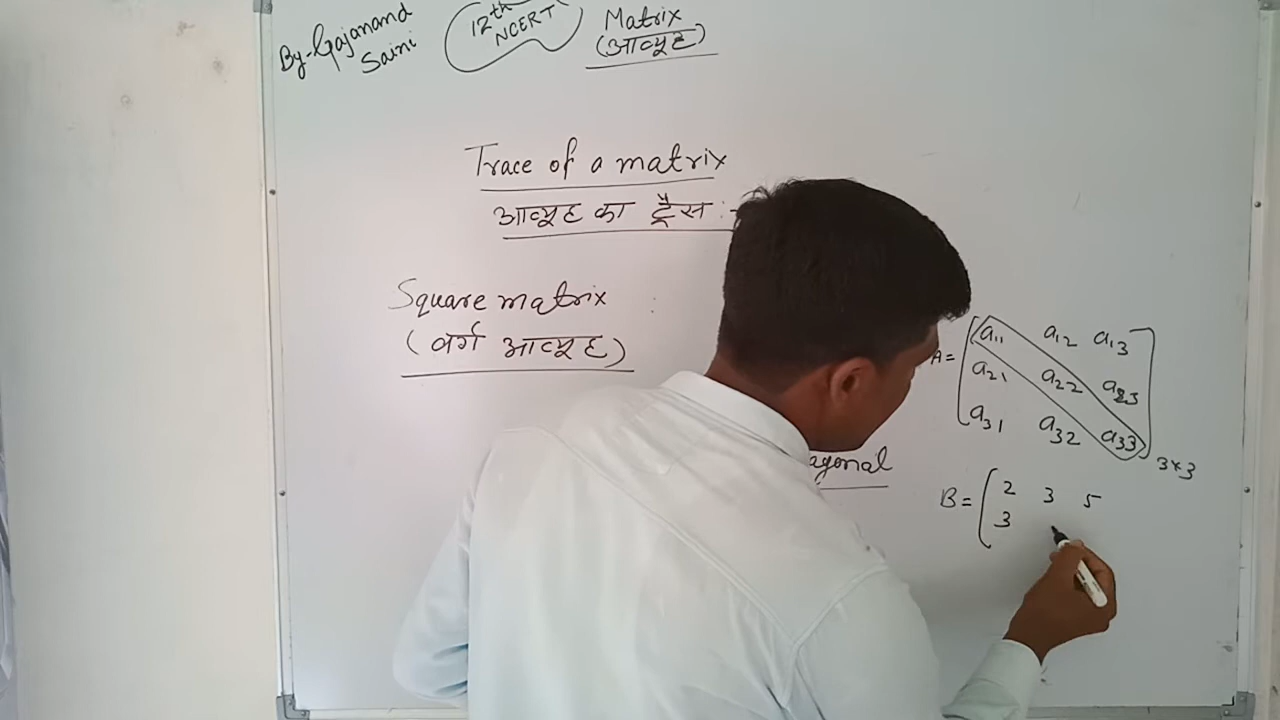 By-Gajanand
Saini
12th
NCERT
Matrix
(आव्यूह)
Trace of a matrix
आव्यूह का ट्रैस :-
Square matrix :
(वर्ग आव्यूह)
A = [a11 a12 a13
a21 a22 a23
a31 a32 a33] 3×3
agonal
B = [2 3 5
3